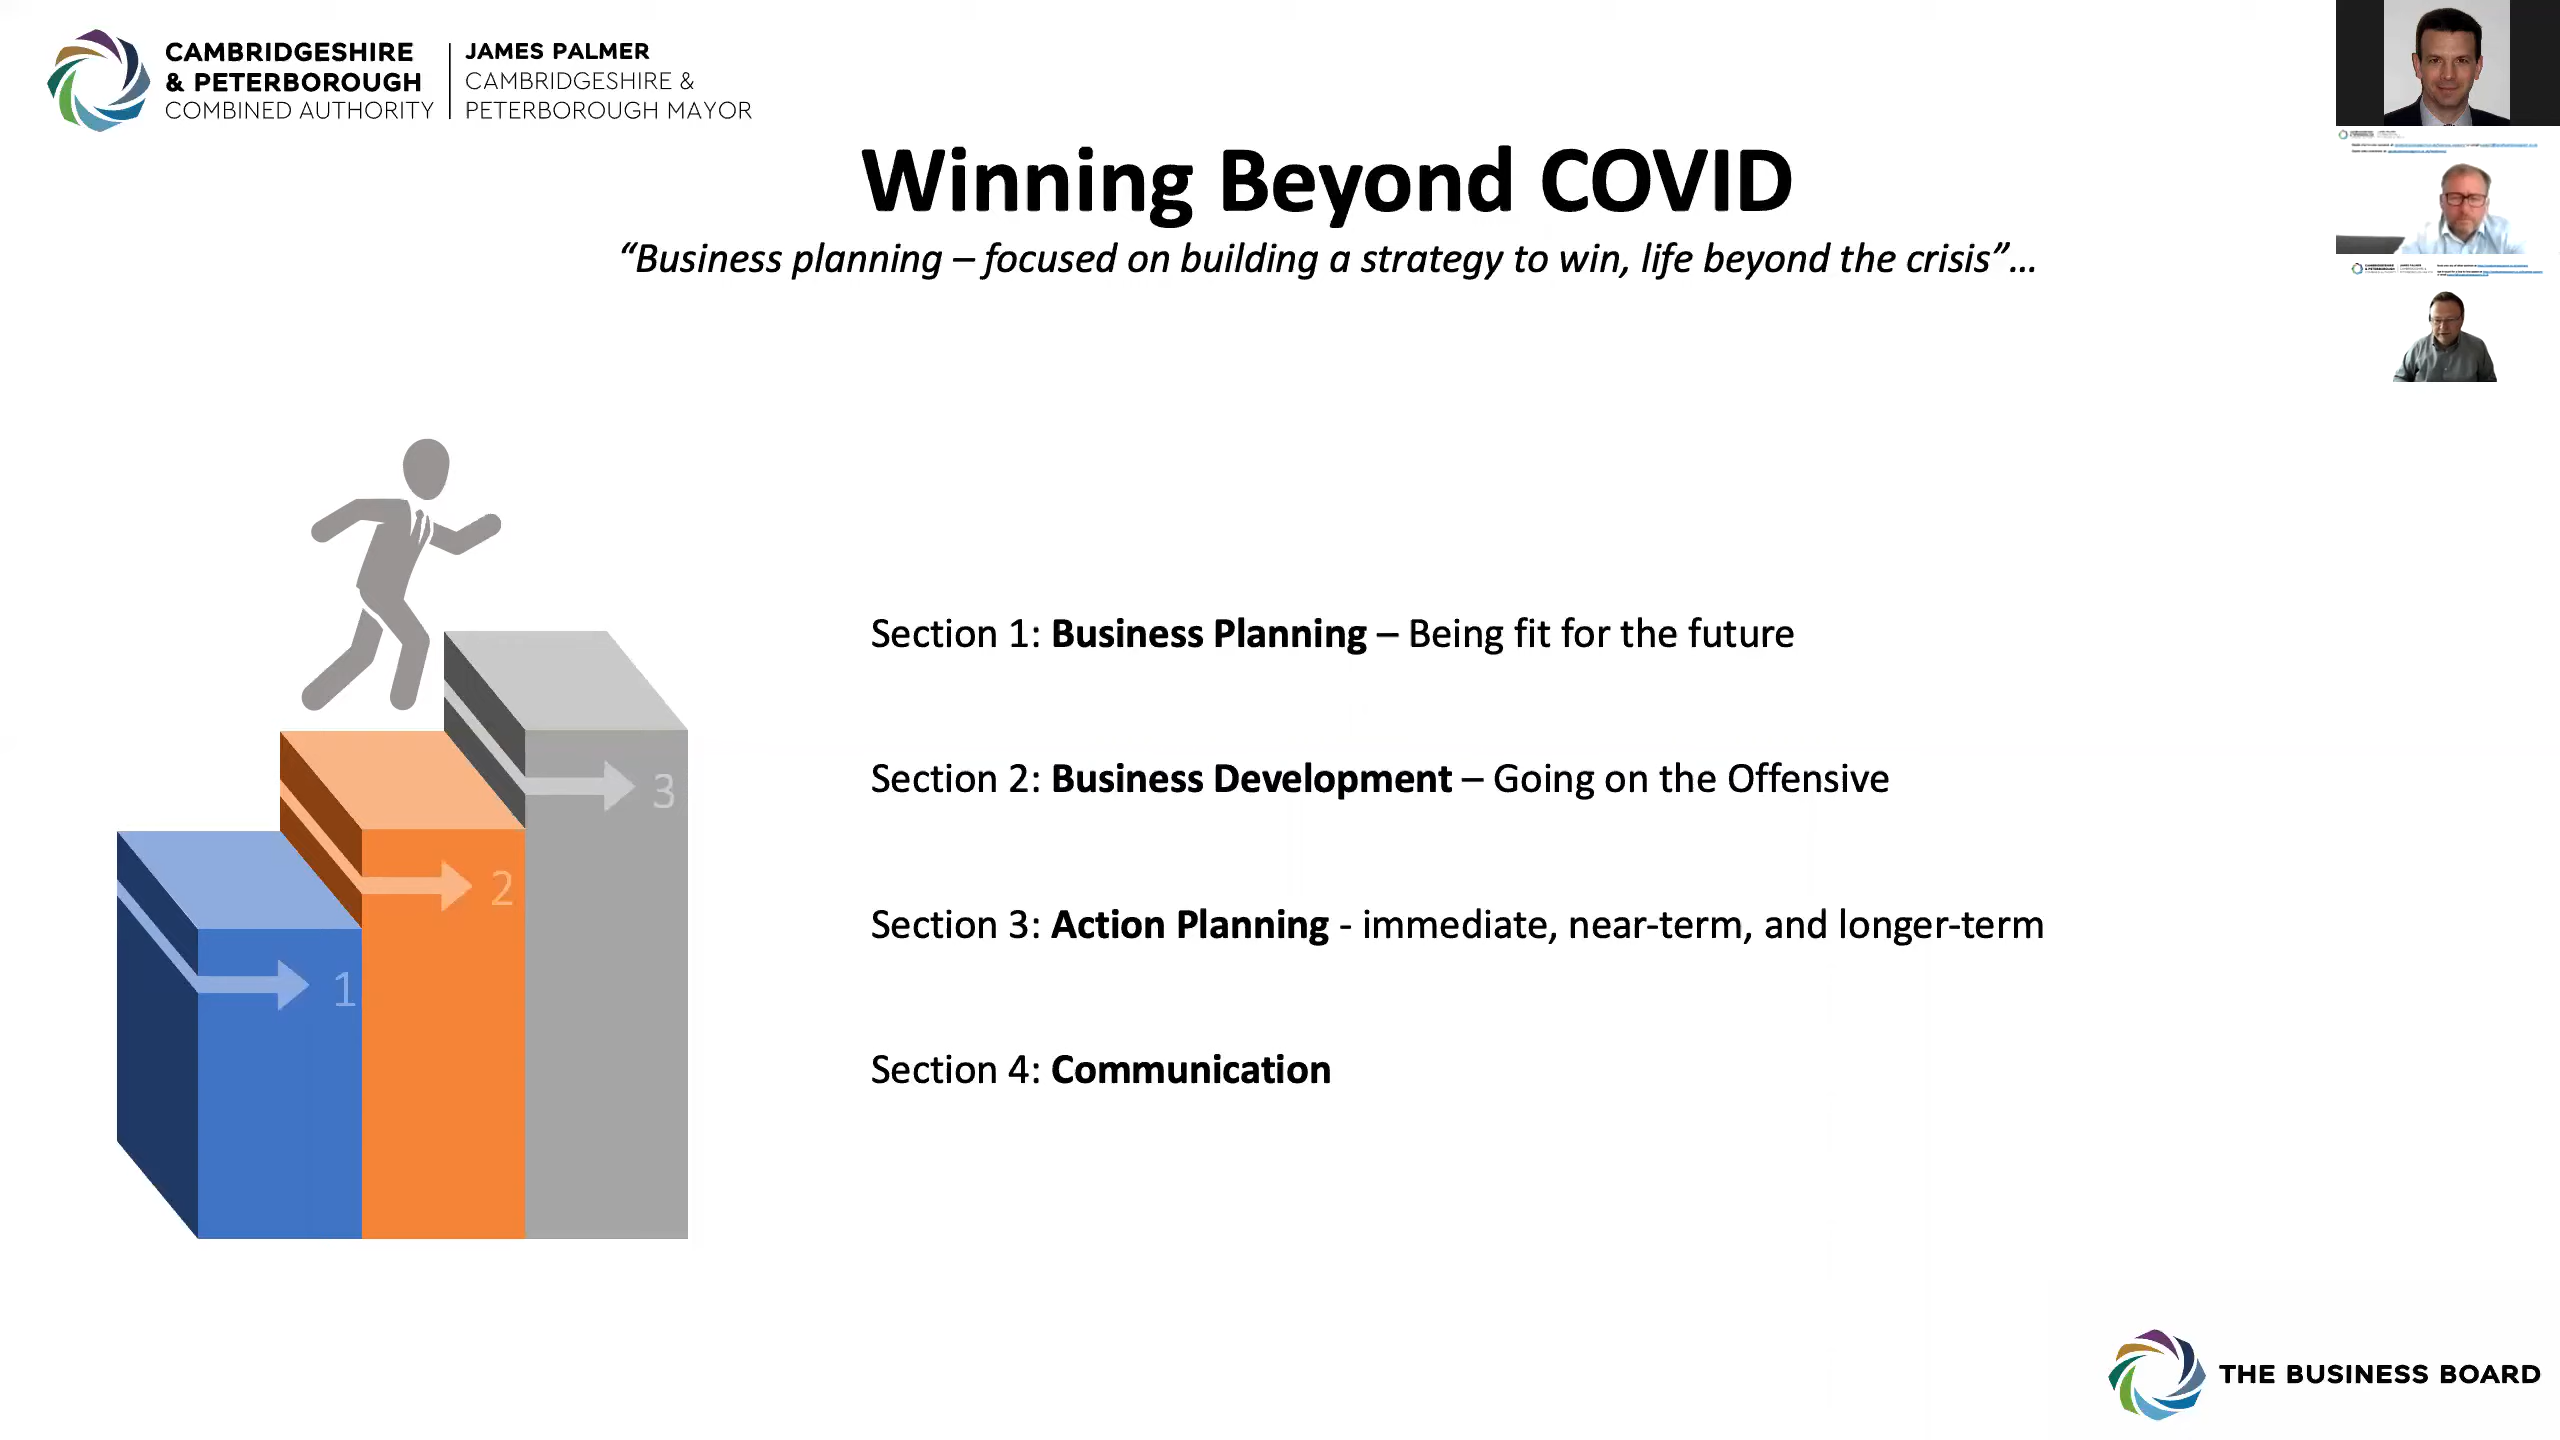 CAMBRIDGESHIRE
& PETERBOROUGH
COMBINED AUTHORITY
JAMES PALMER
CAMBRIDGESHIRE &
PETERBOROUGH MAYOR
Winning Beyond COVID
“Business planning – focused on building a strategy to win, life beyond the crisis”...
Section 1: Business Planning – Being fit for the future
Section 2: Business Development – Going on the Offensive
Section 3: Action Planning - immediate, near-term, and longer-term
Section 4: Communication
3
2
1
THE BUSINESS BOARD